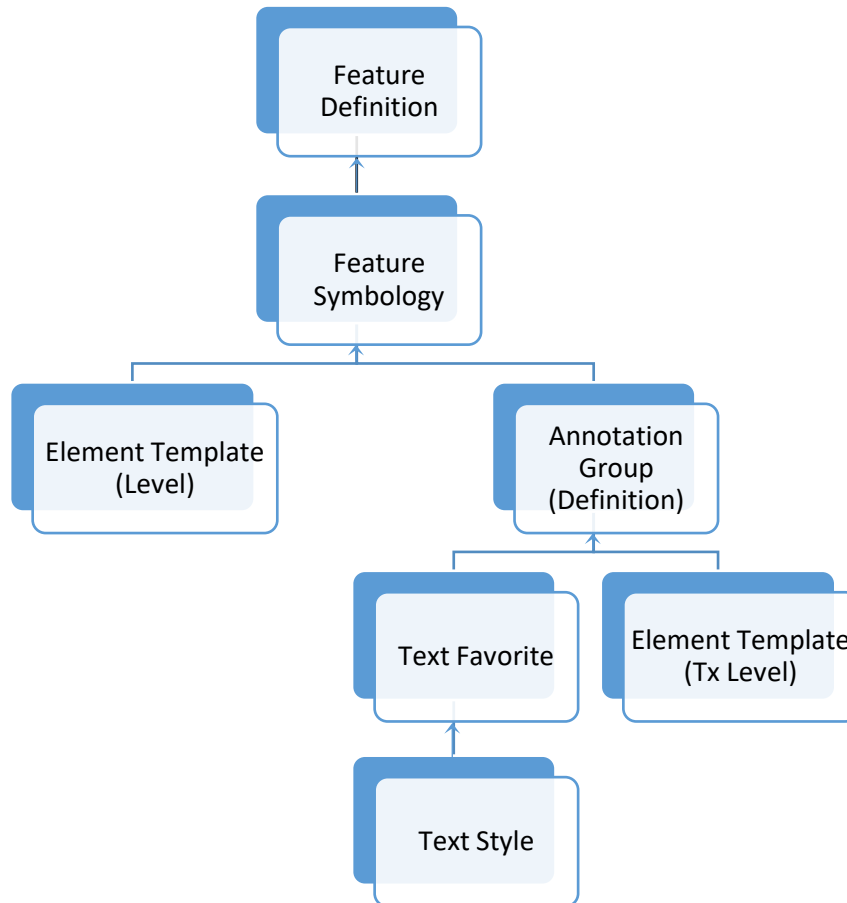 Feature
Definition
Feature
Symbology
Element Template
(Level)
Annotation
Group
(Definition)
Text Favorite
Element Template
(Tx Level)
Text Style